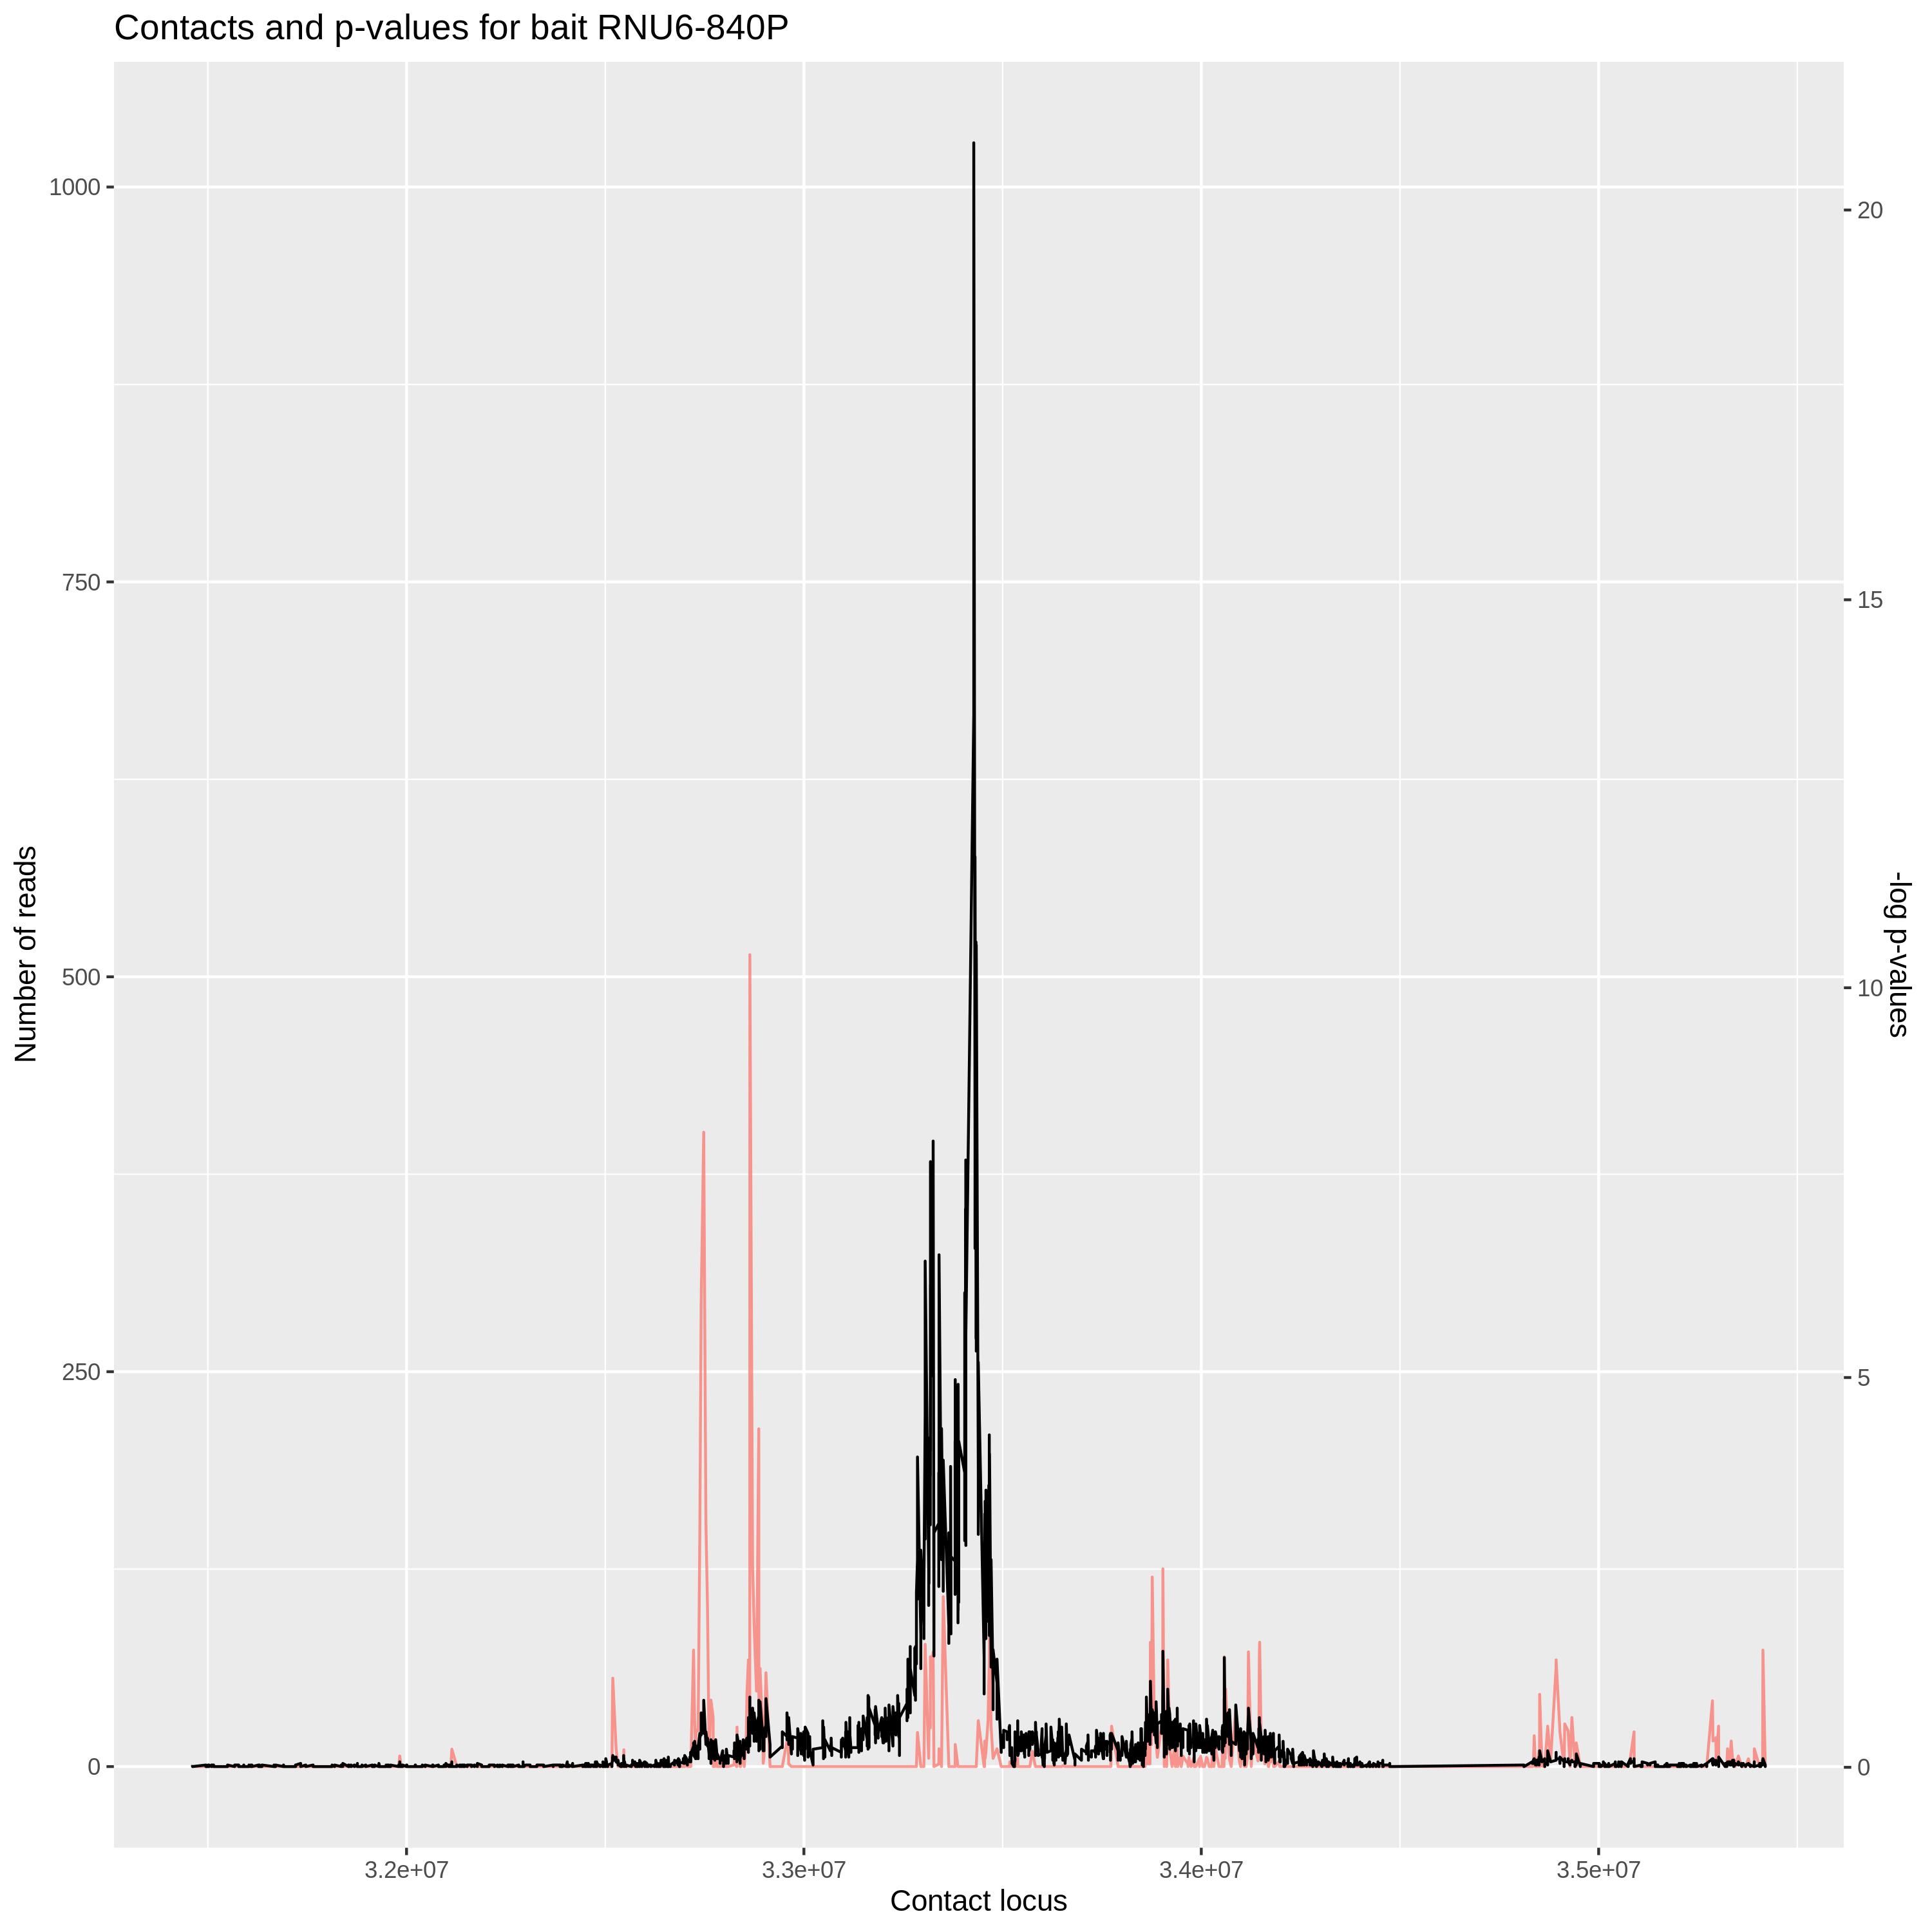 Contacts and p-values for bait RNU6-840P
1000
750
500
250
0
Number of reads
20
15
10
5
0
-log p-values
3.2e+07
3.3e+07
3.4e+07
3.5e+07
Contact locus